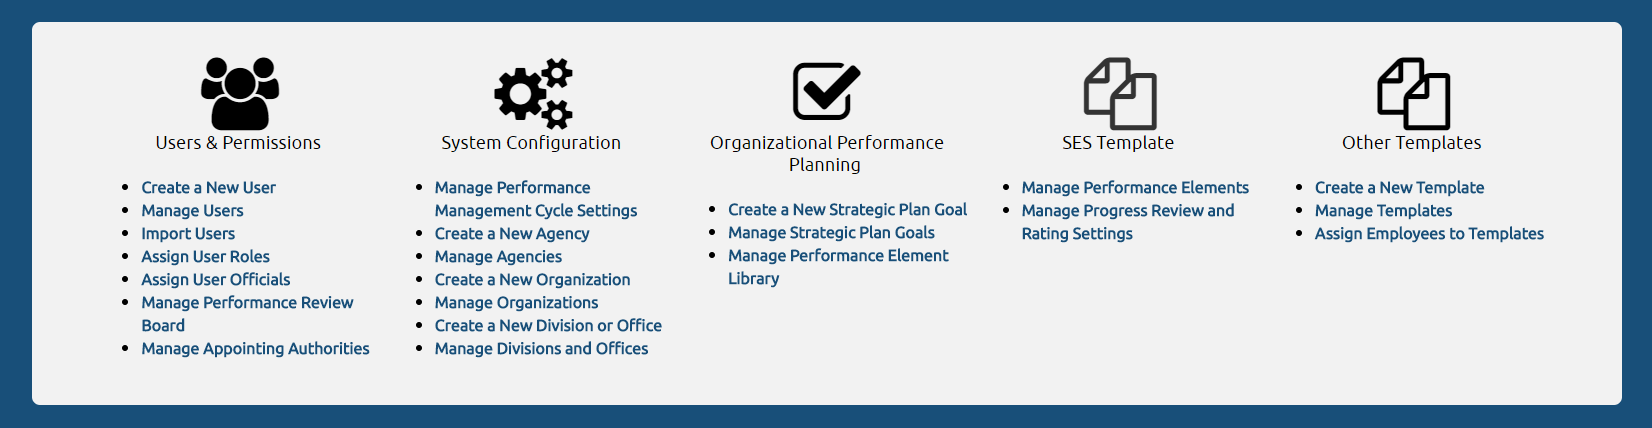 Users & Permissions
Create a New User
Manage Users
Import Users
Assign User Roles
Assign User Officials
Manage Performance Review
Board
Manage Appointing Authorities
System Configuration
Manage Performance
Management Cycle Settings
Create a New Agency
Manage Agencies
Create a New Organization
Manage Organizations
Create a New Division or Office
Manage Divisions and Offices
Organizational Performance
Planning
Create a New Strategic Plan Goal
Manage Strategic Plan Goals
Manage Performance Element
Library
SES Template
Manage Performance Elements
Manage Progress Review and
Rating Settings
Other Templates
Create a New Template
Manage Templates
Assign Employees to Templates